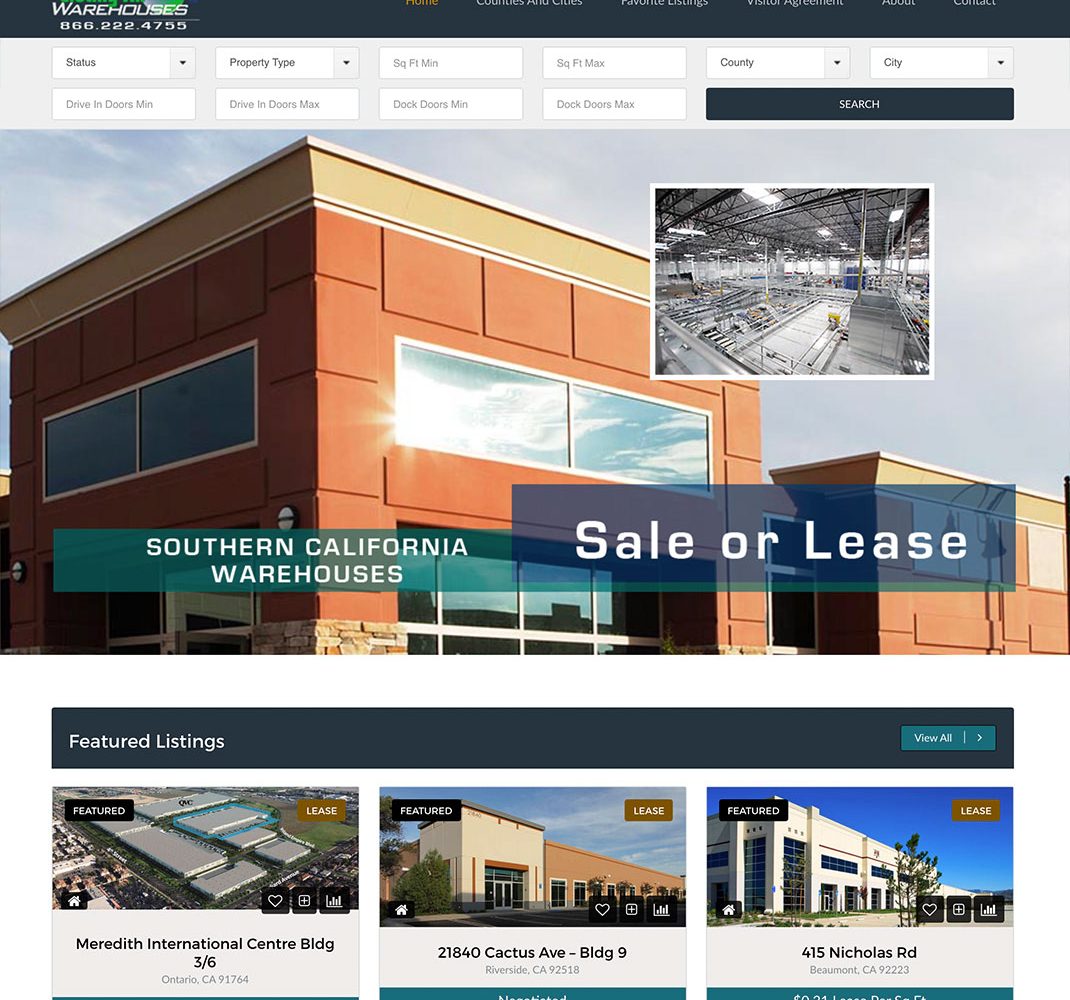 WAREHOUSES
866.222.4755
Home Counties And Cities Favorite Listings Visitor Agreement About Contact
Status Property Type Sq Ft Min Sq Ft Max County City
Drive In Doors Min Drive In Doors Max Dock Doors Min Dock Doors Max SEARCH
SOUTHERN CALIFORNIA
WAREHOUSES
Sale or Lease
Featured Listings
View All
FEATURED LEASE
QVC
Meredith International Centre Bldg
3/6
Ontario, CA 91764
FEATURED LEASE
21840 Cactus Ave – Bldg 9
Riverside, CA 92518
Negotiated
FEATURED LEASE
415 Nicholas Rd
Beaumont, CA 92223
$0.21 Lease Per Sq Ft